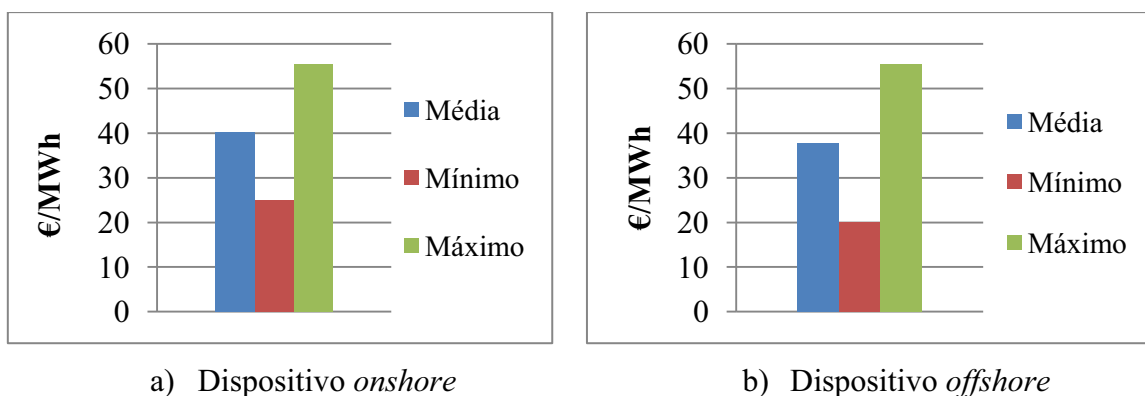 60
50
40
30
20
10
0
€/MWh
Média
Mínimo
Máximo
a) Dispositivo onshore
60
50
40
30
20
10
0
€/MWh
Média
Mínimo
Máximo
b) Dispositivo offshore